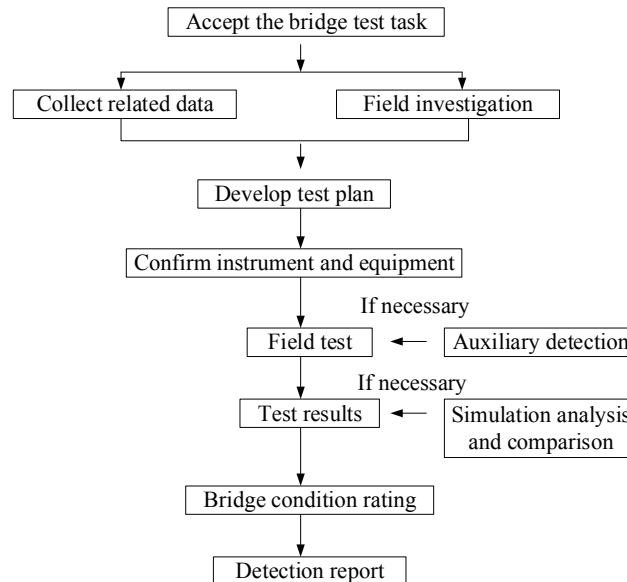 Accept the bridge test task
Collect related data
Field investigation
Develop test plan
Confirm instrument and equipment
If necessary
Field test
Auxiliary detection
If necessary
Test results
Simulation analysis
and comparison
Bridge condition rating
Detection report